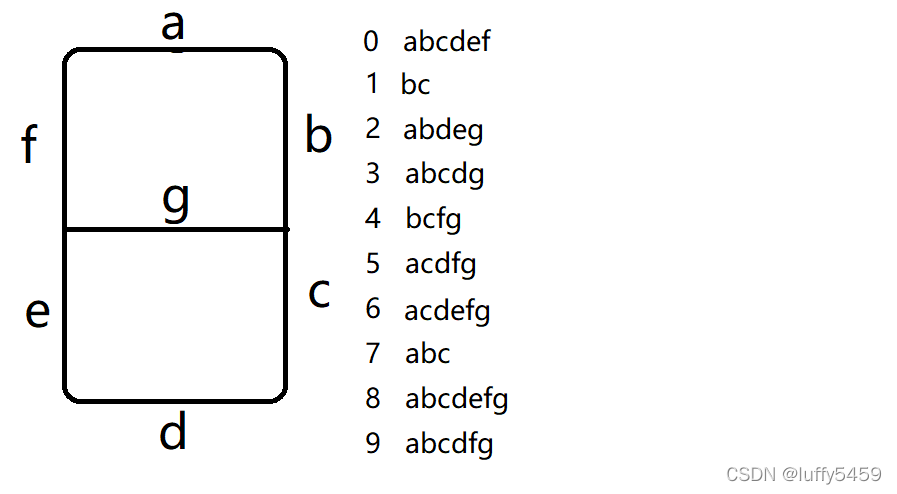 a
f
b
g
e
c
d
0 abcdef
1 bc
2 abdeg
3 abcdg
4 bcfg
5 acdfg
6 acdefg
7 abc
8 abcdefg
9 abcdfg
CSDN @luffy5459